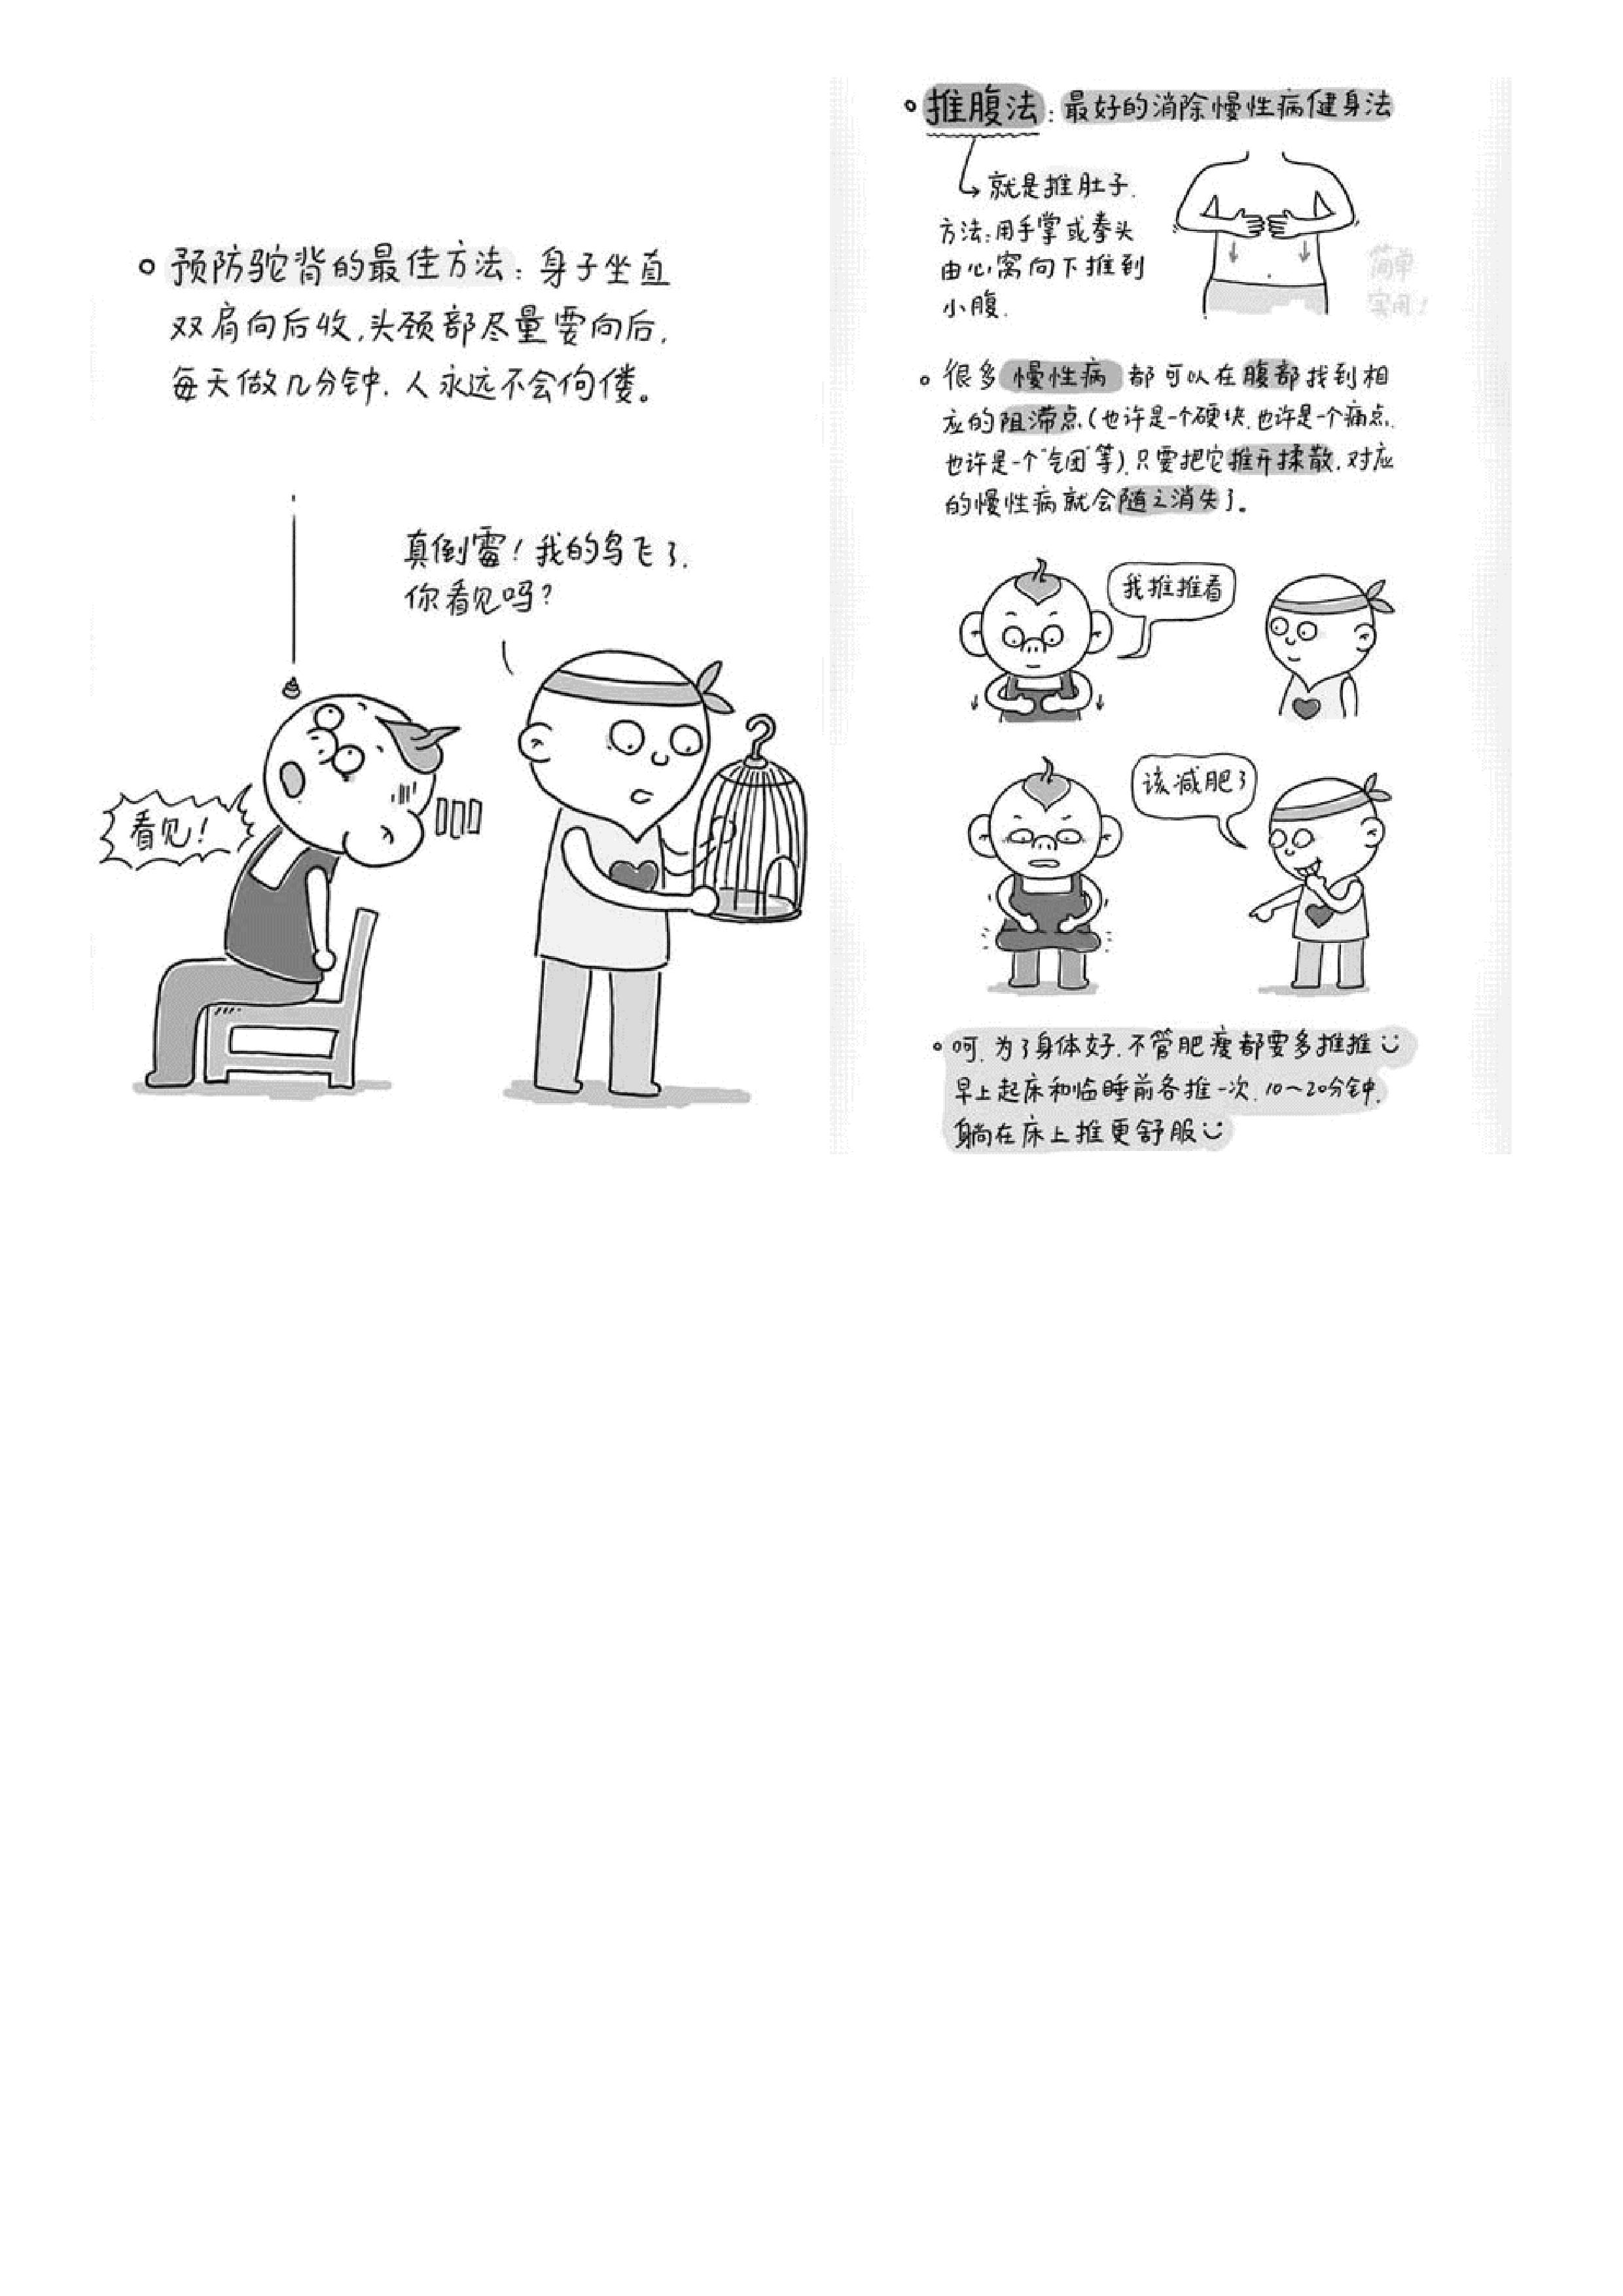 。预防驼背的最佳方法：身子坐直
双肩向后收,头颈部尽量要向后,
每天做几分钟,人永远不会佝偻。
真倒霉！我的鸟飞了,
你看见吗？
看见！
。推腹法：最好的消除慢性病健身法
就是推肚子.
方法:用手掌或拳头
由心窝向下推到
小腹.
简单
实用！
。很多慢性病都可以在腹部找到相
应的阻滞点(也许是一个硬块,也许是一个痛点,
也许是一个“气团”等),只要把它推开揉散,对应
的慢性病就会随之消失了。
我推推看
该减肥了
。呵,为了身体好,不管肥瘦都要多推推
早上起床和临睡前各推一次,10～20分钟,
躺在床上推更舒服